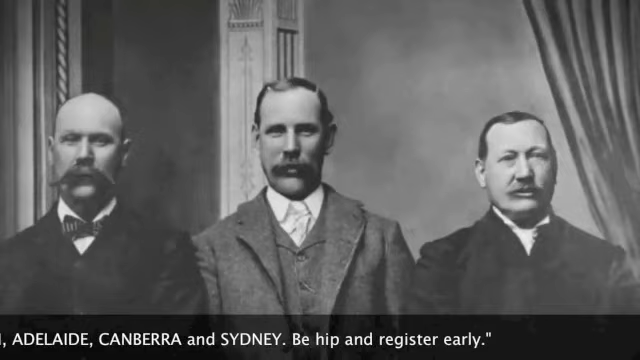 , ADELAIDE, CANBERRA and SYDNEY. Be hip and register early."